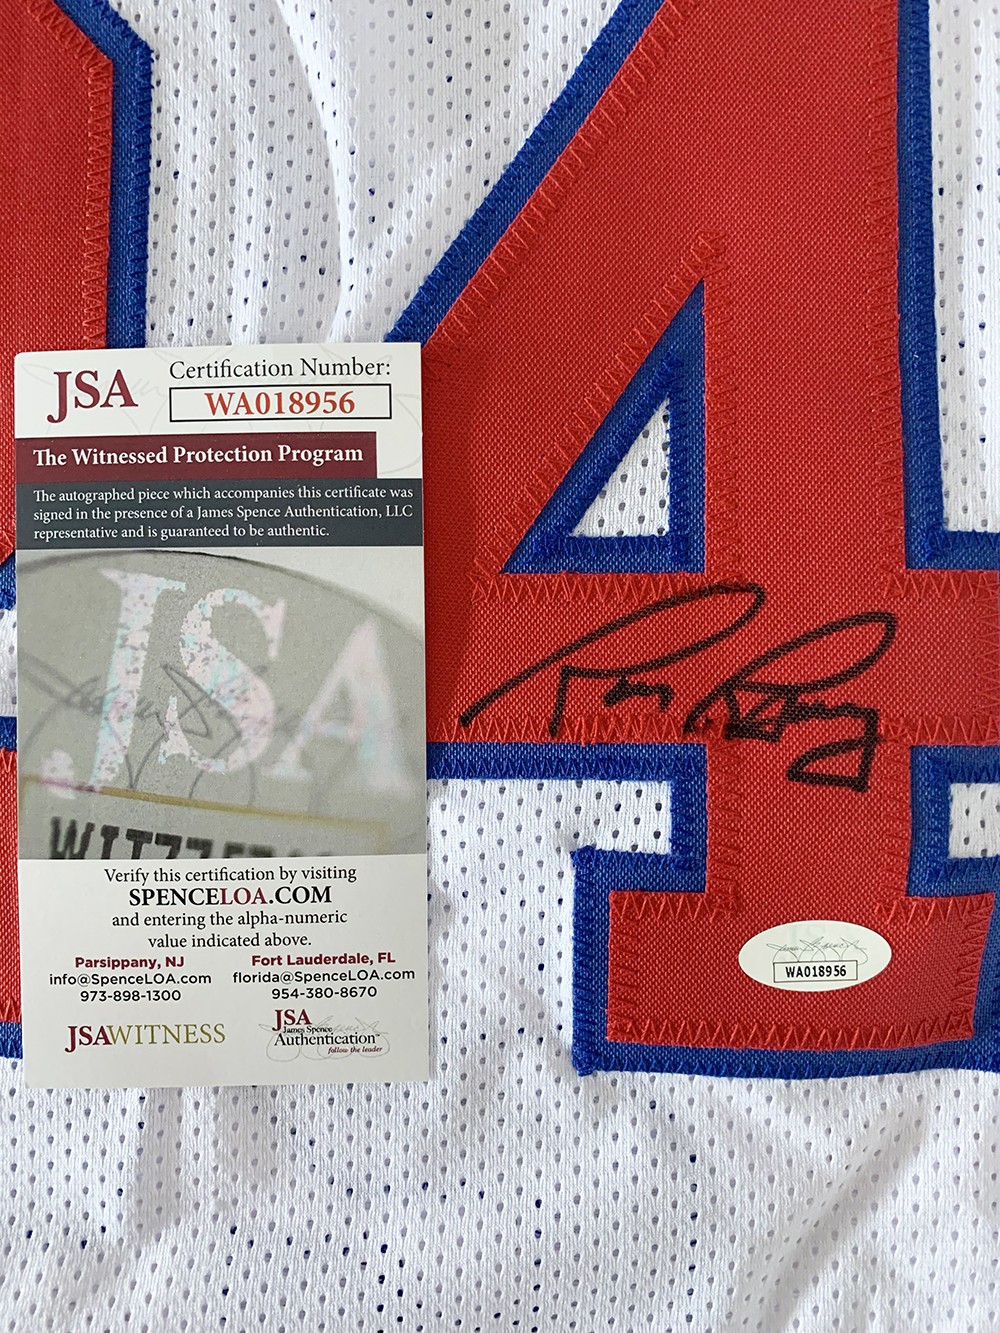 JSA
Certification Number:
WA018956
The Witnessed Protection Program
The autographed piece which accompanies this certificate was
signed in the presence of a James Spence Authentication, LLC
representative and is guaranteed to be authentic.
JSA
Verify this certification by visiting
SPENCELOA.COM
and entering the alpha-numeric
value indicated above.
Parsippany, NJ
info@SpenceLOA.com
973-898-1300
Fort Lauderdale, FL
florida@SpenceLOA.com
954-380-8670
JSAWITNESS
JSA
James Spence
Authentication
follow the leader
4
WA018956